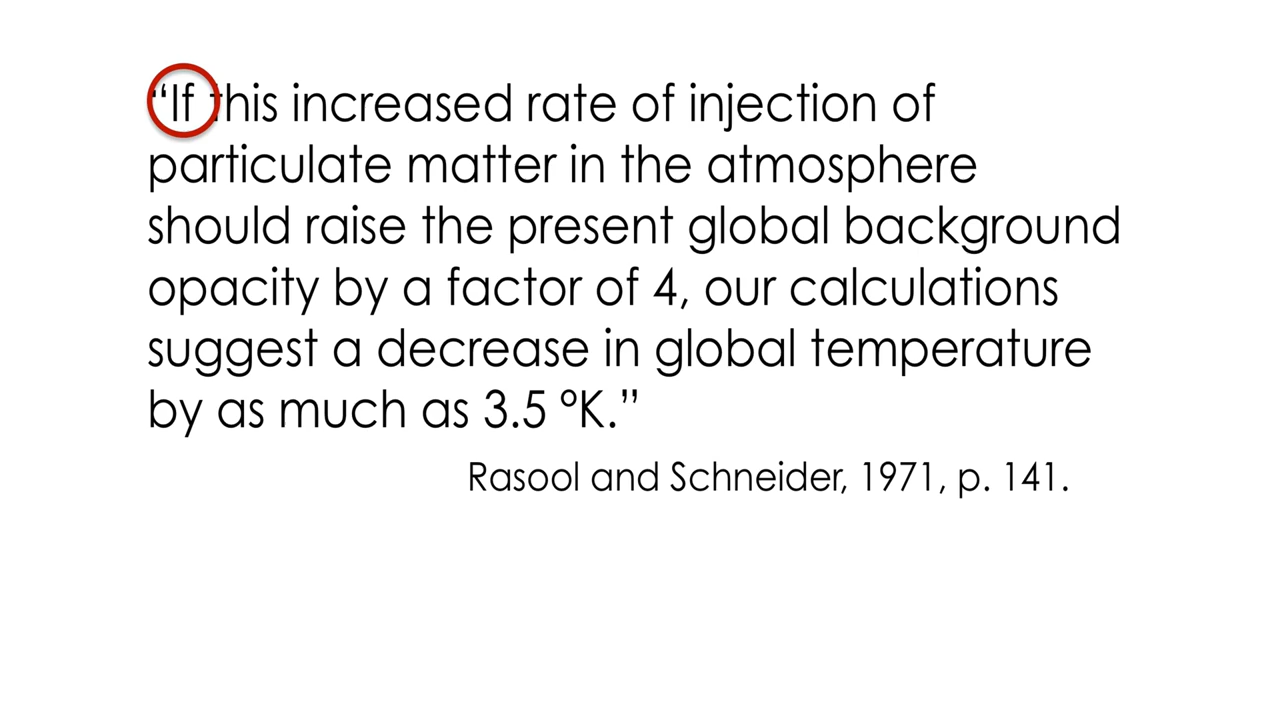 “If this increased rate of injection of
particulate matter in the atmosphere
should raise the present global background
opacity by a factor of 4, our calculations
suggest a decrease in global temperature
by as much as 3.5 ºK.”
Rasool and Schneider, 1971, p. 141.